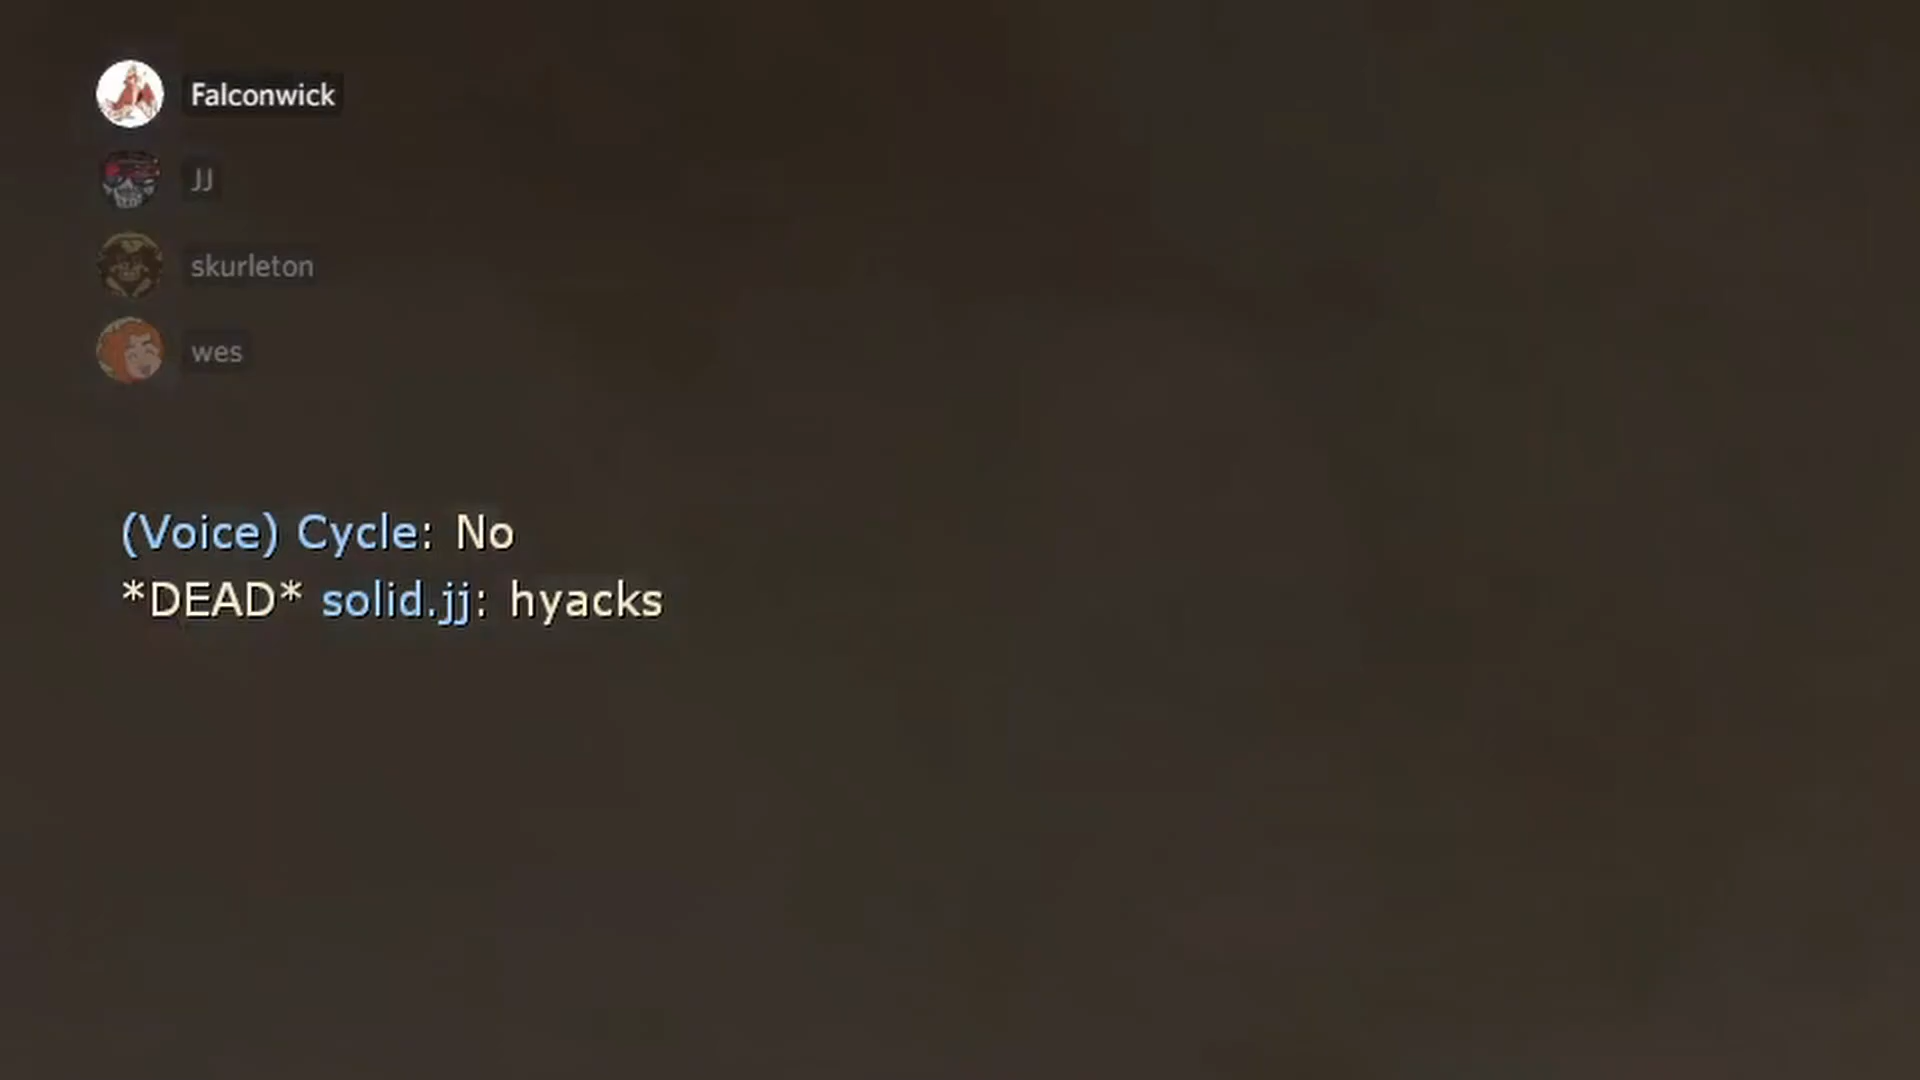 Falconwick
JJ
skurleton
wes
(Voice) Cycle: No
*DEAD* solid.jj: hyacks